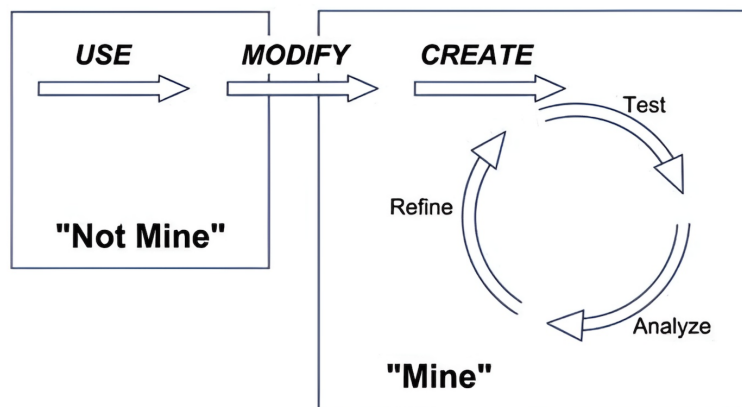 USE
MODIFY
CREATE
Test
Refine
"Not Mine"
Analyze
"Mine"